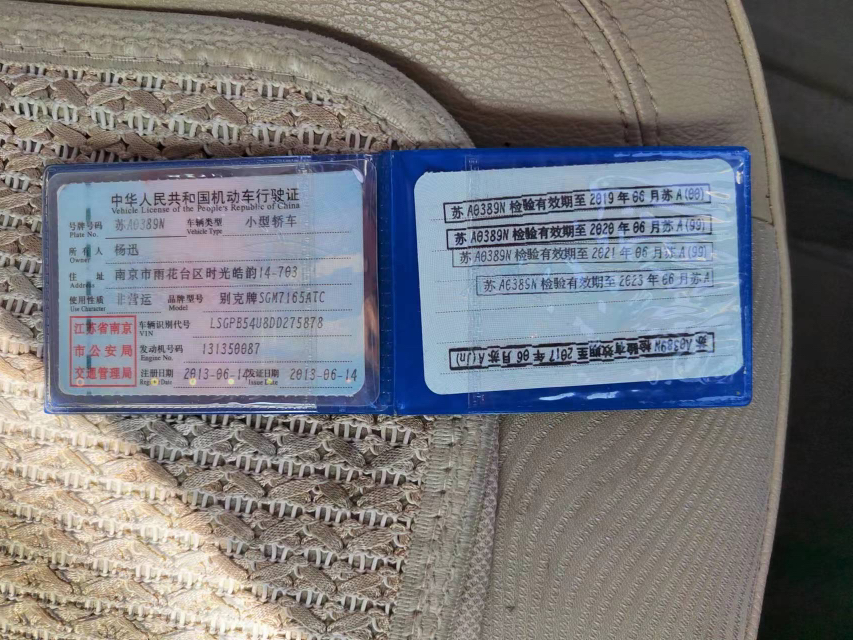 中华人民共和国机动车行驶证
Vehicle License of the People's Republic of China
号牌号码 苏A0389N 车辆类型 小型轿车
Plate No. Vehicle Type
所有人 杨迅
Owner
住址 南京市雨花台区时光皓韵14-703
Address
使用性质 非营运 品牌型号 别克牌SGM7165ATC
Use Character Model
江苏省南京
市公安局
交通管理局
车辆识别代号 LSGPB54U8DD275878
VIN
发动机号码 131350087
Engine No.
注册日期 2013-06-14 发证日期 2013-06-14
Register Date Issue Date
苏A0389N 检验有效期至2019年06月苏A(00)
苏A0389N 检验有效期至2020年06月苏A(99)
苏A0389N 检验有效期至2021年06月苏A(99)
苏A0389N 检验有效期至2023年06月苏A
苏A0389N 检验有效期至2017年06月苏A(Jn)